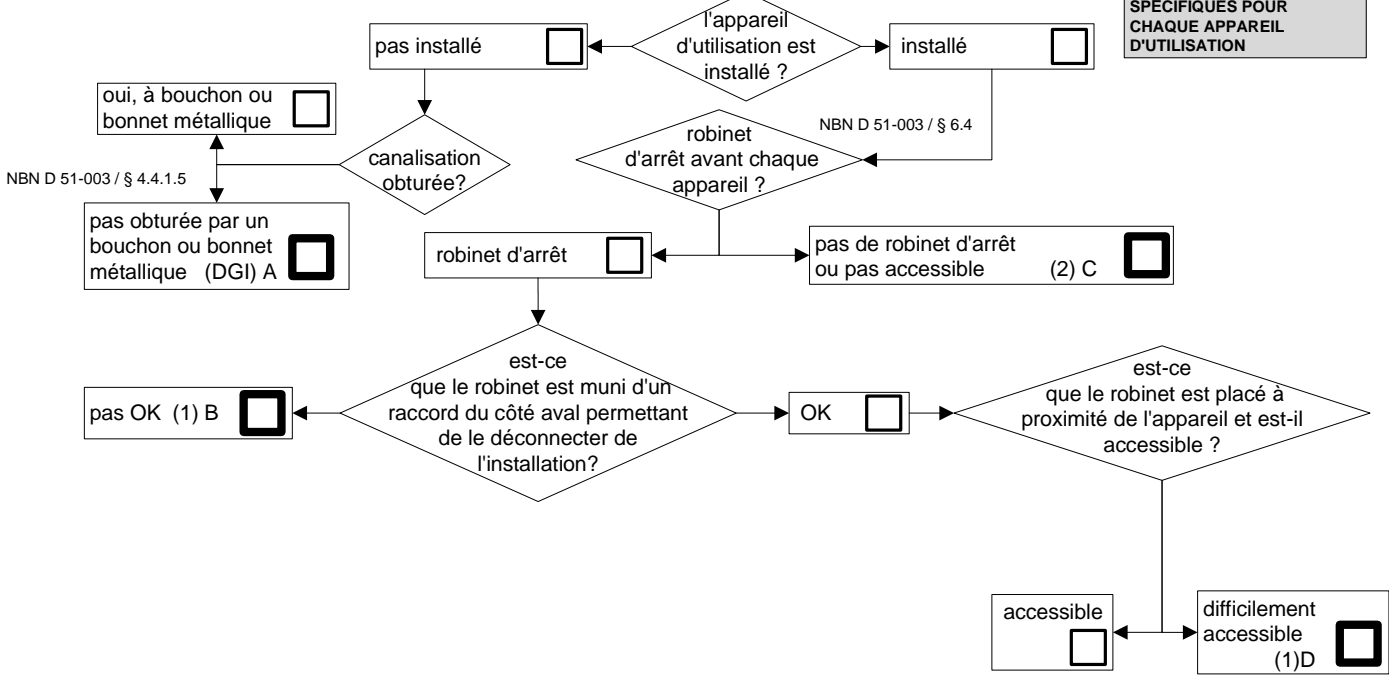 SPÉCIFIQUES POUR
CHAQUE APPAREIL
D'UTILISATION
l'appareil
d'utilisation est
installé ?
pas installé
installé
oui, à bouchon ou
bonnet métallique
NBN D 51-003 / § 6.4
robinet
d'arrêt avant chaque
appareil ?
canalisation
obturée?
NBN D 51-003 / § 4.4.1.5
pas obturée par un
bouchon ou bonnet
métallique (DGI) A
robinet d'arrêt
pas de robinet d'arrêt
ou pas accessible (2) C
est-ce
que le robinet est muni d'un
raccord du côté aval permettant
de le déconnecter de
l'installation?
pas OK (1) B
OK
est-ce
que le robinet est placé à
proximité de l'appareil et est-il
accessible ?
accessible
difficilement
accessible
(1)D